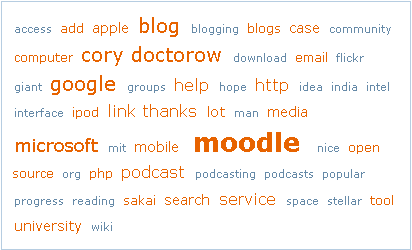 access add apple blog blogging blogs case community
computer cory doctorow download email flickr
giant google groups help hope http idea india intel
interface ipod link thanks lot man media
microsoft mit mobile moodle nice open
source org php podcast podcasting podcasts popular
progress reading sakai search service space stellar tool
university wiki